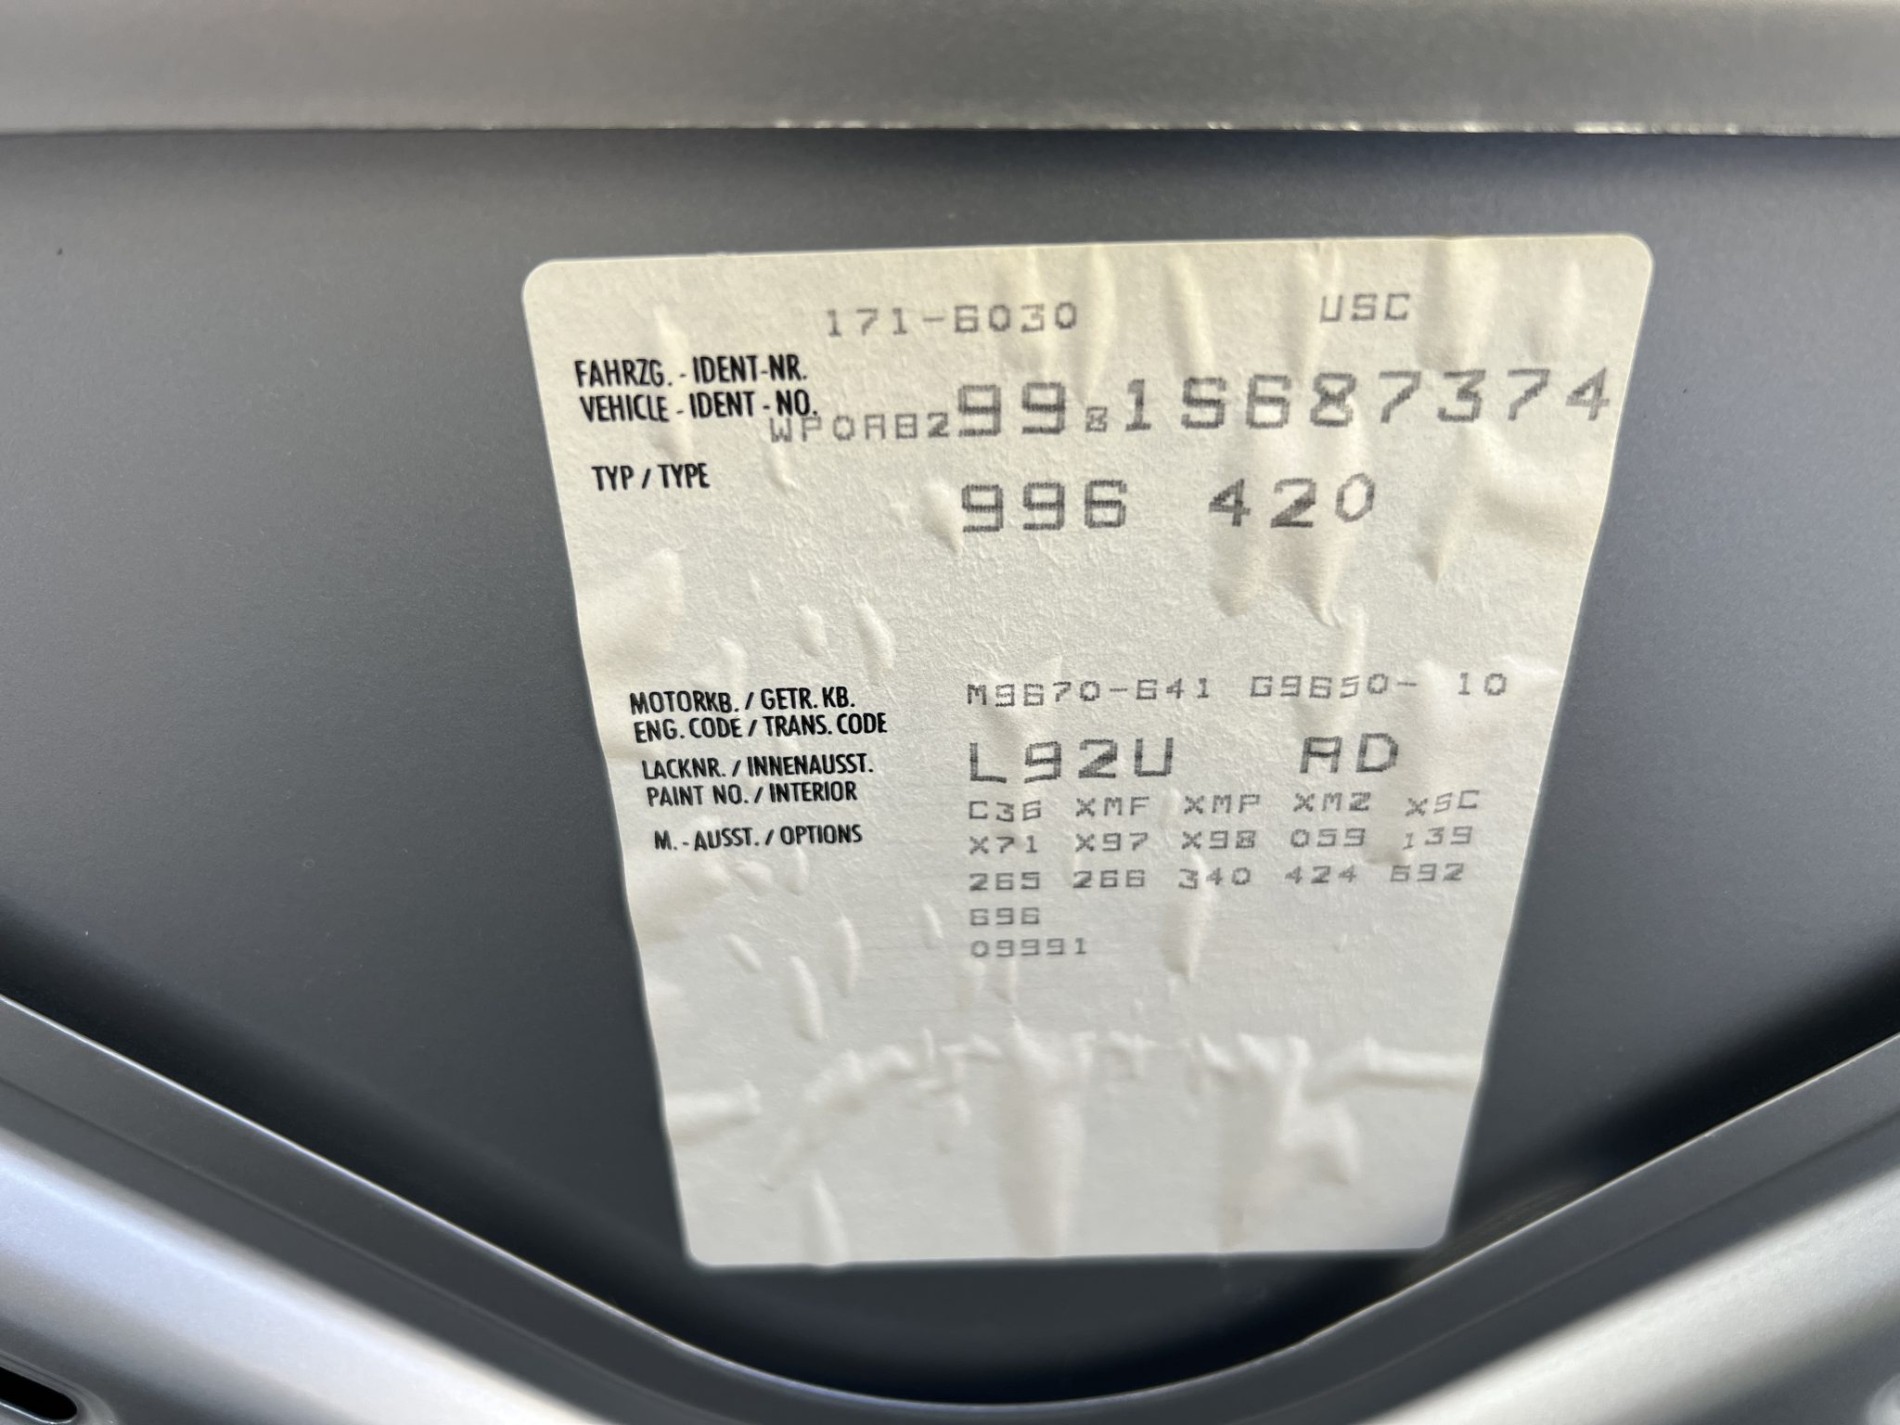 171-6030 USC
FAHRZG. - IDENT-NR.
VEHICLE - IDENT - NO. WP0AB29981S687374
TYP / TYPE 996 420
MOTORKB. / GETR. KB. M9670-641 G9650- 10
ENG. CODE / TRANS. CODE
LACKNR. / INNENAUSST. L92U AD
PAINT NO. / INTERIOR
C36 XMF XMP XMZ XSC
M. - AUSST. / OPTIONS X71 X97 X98 059 139
265 266 340 424 692
696
09991